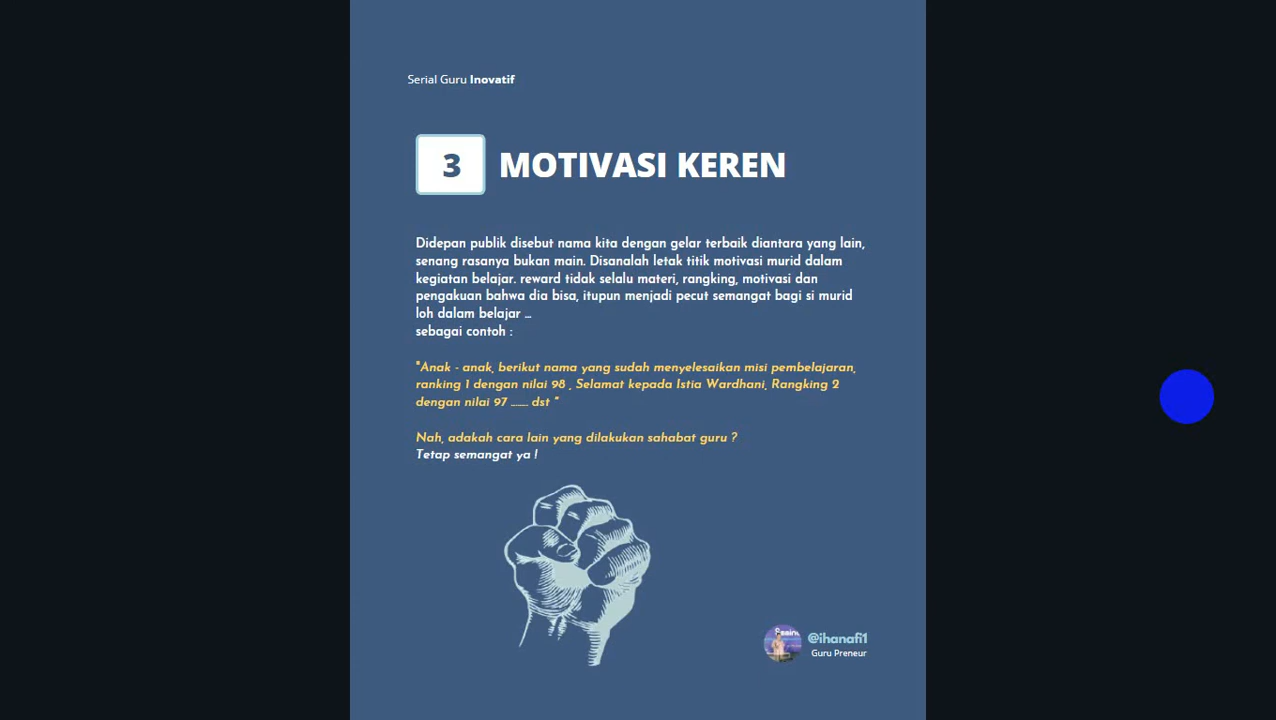 Serial Guru Inovatif
3 MOTIVASI KEREN
Didepan publik disebut nama kita dengan gelar terbaik diantara yang lain,
senang rasanya bukan main. Disanalah letak titik motivasi murid dalam
kegiatan belajar. reward tidak selalu materi, rangking, motivasi dan
pengakuan bahwa dia bisa, itupun menjadi pecut semangat bagi si murid
loh dalam belajar ...
sebagai contoh :
"Anak - anak, berikut nama yang sudah menyelesaikan misi pembelajaran,
ranking 1 dengan nilai 98 , Selamat kepada Istia Wardhani, Rangking 2
dengan nilai 97 ........ dst "
Nah, adakah cara lain yang dilakukan sahabat guru ?
Tetap semangat ya !
@ihanafi1
Guru Preneur